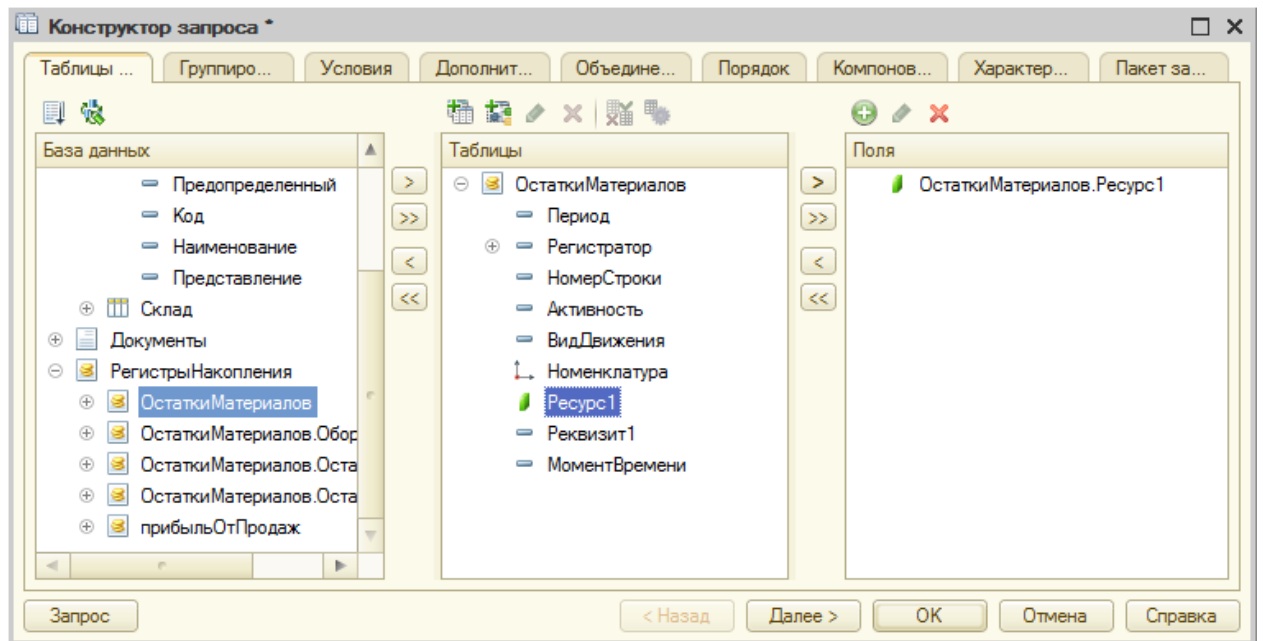 Конструктор запроса *
Таблицы ...
Группиро...
Условия
Дополнит...
Объедине...
Порядок
Компонов...
Характер...
Пакет за...
База данных
Предопределенный
Код
Наименование
Представление
Склад
Документы
РегистрыНакопления
ОстаткиМатериалов
ОстаткиМатериалов.Обор
ОстаткиМатериалов.Оста
ОстаткиМатериалов.Оста
прибыльОтПродаж
>
>>
<
<<
Таблицы
ОстаткиМатериалов
Период
Регистратор
НомерСтроки
Активность
ВидДвижения
Номенклатура
Ресурс1
Реквизит1
МоментВремени
>
>>
<
<<
Поля
ОстаткиМатериалов.Ресурс1
Запрос
< Назад
Далее >
OK
Отмена
Справка